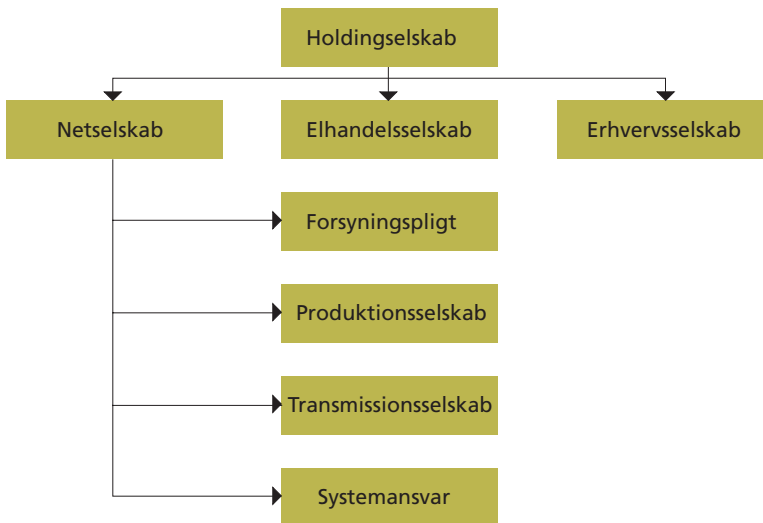 Holdingselskab
Netselskab
Elhandelsselskab
Erhvervsselskab
Forsyningspligt
Produktionsselskab
Transmissionsselskab
Systemansvar